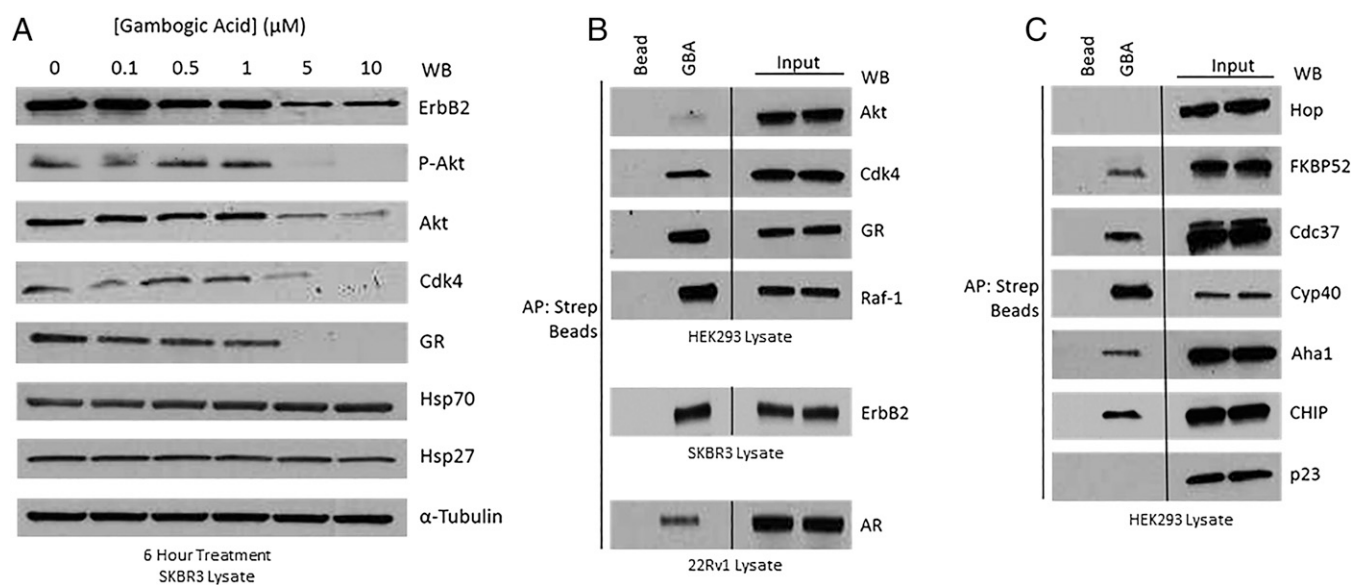 A
[Gambogic Acid] (µM)
0 0.1 0.5 1 5 10 WB
ErbB2
P-Akt
Akt
Cdk4
GR
Hsp70
Hsp27
α-Tubulin
6 Hour Treatment
SKBR3 Lysate
B
Bead
GBA
Input
WB
Akt
Cdk4
GR
Raf-1
AP: Strep
Beads
HEK293 Lysate
ErbB2
SKBR3 Lysate
AR
22Rv1 Lysate
C
Bead
GBA
Input
WB
Hop
FKBP52
Cdc37
AP: Strep
Beads
Cyp40
Aha1
CHIP
p23
HEK293 Lysate